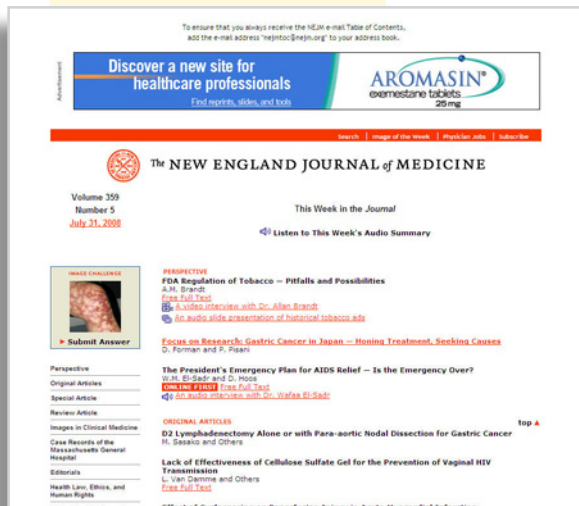 To ensure that you always receive the NEJM e-mail Table of Contents,
add the e-mail address "nejmtoc@nejm.org" to your address book.
Advertisement
Discover a new site for
healthcare professionals
Find reprints, slides, and tools
AROMASIN®
exemestane tablets
25 mg
Search | Image of the Week | Physician Jobs | Subscribe
The NEW ENGLAND JOURNAL of MEDICINE
Volume 359
Number 5
July 31, 2008
This Week in the Journal
Listen to This Week's Audio Summary
IMAGE CHALLENGE
Submit Answer
Perspective
Original Articles
Special Article
Review Article
Images in Clinical Medicine
Case Records of the
Massachusetts General
Hospital
Editorials
Health Law, Ethics, and
Human Rights
PERSPECTIVE
FDA Regulation of Tobacco — Pitfalls and Possibilities
A.M. Brandt
Free Full Text
A video interview with Dr. Allan Brandt
An audio slide presentation of historical tobacco ads
Focus on Research: Gastric Cancer in Japan — Honing Treatment, Seeking Causes
D. Forman and P. Pisani
The President's Emergency Plan for AIDS Relief — Is the Emergency Over?
W.M. El-Sadr and D. Hoos
ONLINE FIRST Free Full Text
An audio interview with Dr. Wafaa El-Sadr
ORIGINAL ARTICLES
top
D2 Lymphadenectomy Alone or with Para-aortic Nodal Dissection for Gastric Cancer
M. Sasako and Others
Lack of Effectiveness of Cellulose Sulfate Gel for the Prevention of Vaginal HIV
Transmission
L. Van Damme and Others
Free Full Text